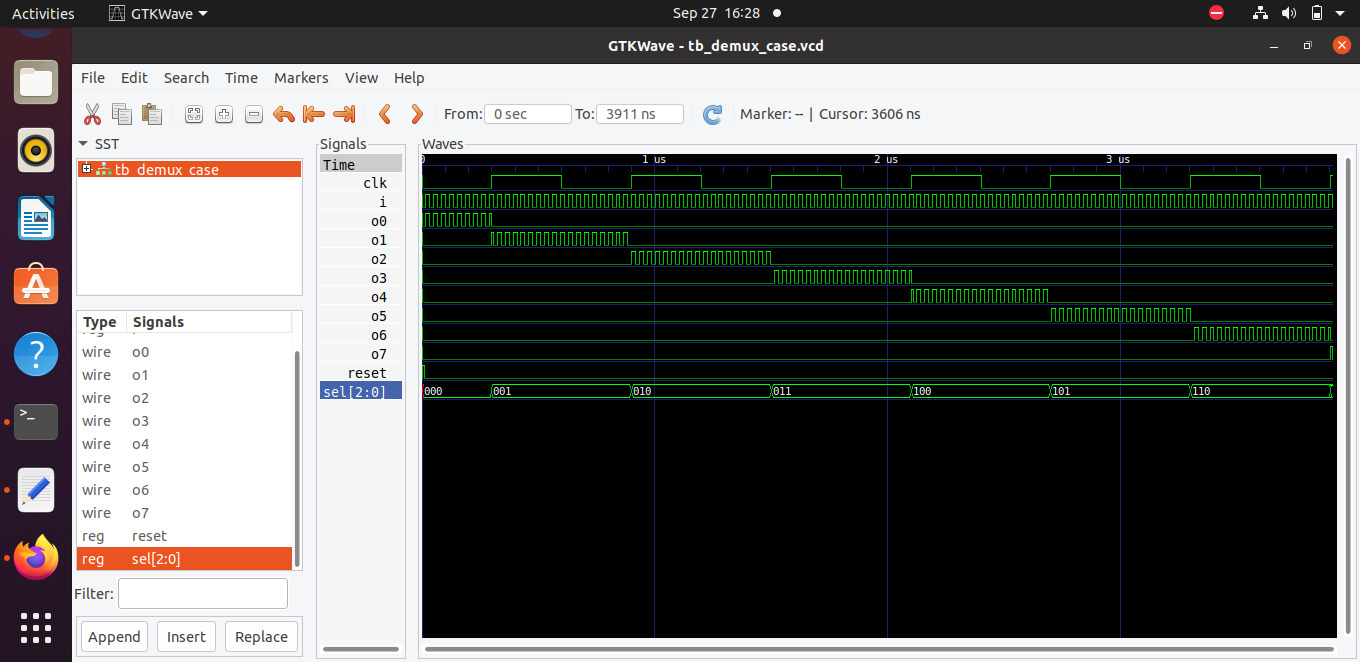 Activities GTKWave Sep 27 16:28
GTKWave - tb_demux_case.vcd
File Edit Search Time Markers View Help
From: 0 sec To: 3911 ns Marker: -- | Cursor: 3606 ns
SST
tb_demux_case
Type Signals
wire o0
wire o1
wire o2
wire o3
wire o4
wire o5
wire o6
wire o7
reg reset
reg sel[2:0]
Filter:
Append Insert Replace
Signals
Time
clk
i
o0
o1
o2
o3
o4
o5
o6
o7
reset
sel[2:0]
Waves
0 1 us 2 us 3 us
000 001 010 011 100 101 110